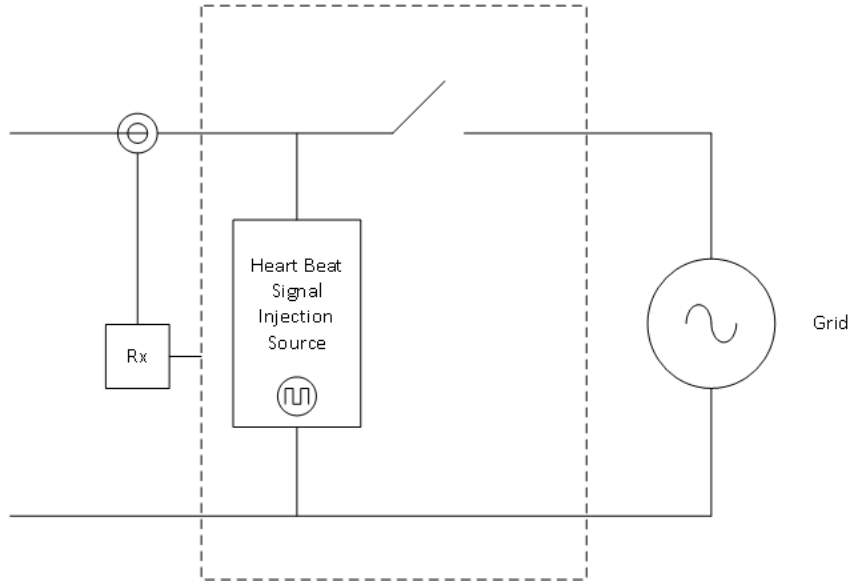 Heart Beat
Signal
Injection
Source
Rx
Grid